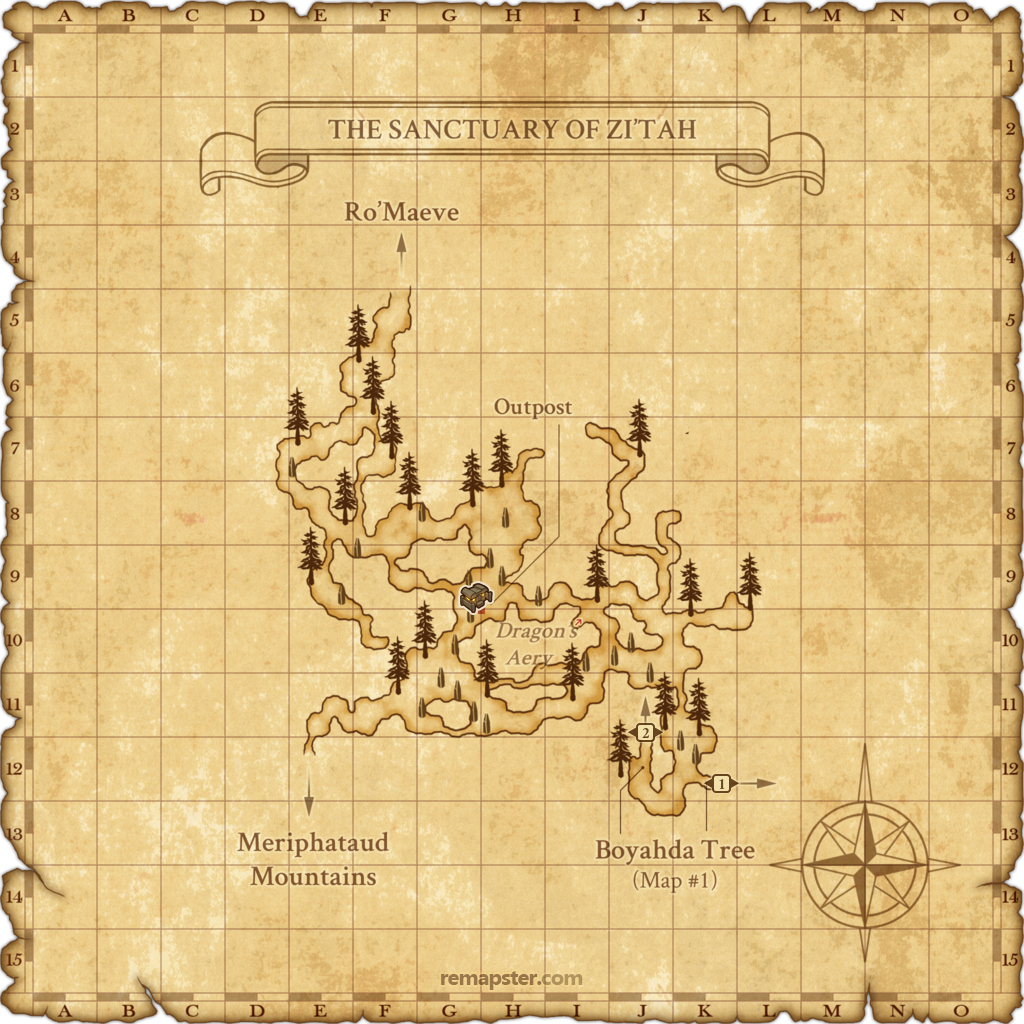 A B C D E F G H I J K L M N O
1 1
THE SANCTUARY OF ZI'TAH
2 2
3 3
Ro'Maeve
4 4
5 5
6 6
Outpost
7 7
8 8
9 9
10 10
Dragon's
Aery
11 11
2
12 12
1
13 13
Meriphataud
Mountains
Boyahda Tree
(Map #1)
14 14
15 15
remapster.com
A B C D E F G H I J K L M N O